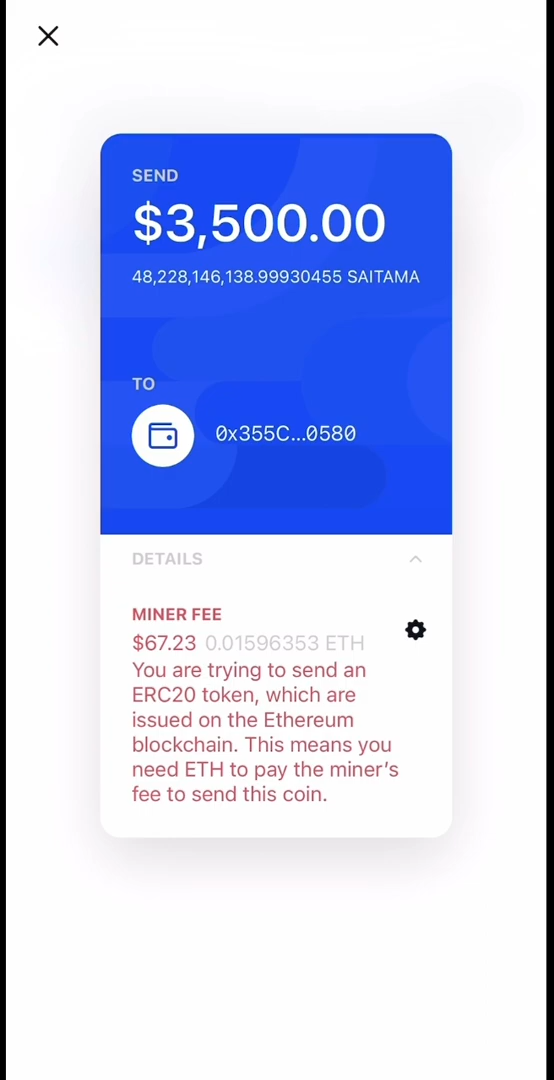 SEND
$3,500.00
48,228,146,138.99930455 SAITAMA
TO
0x355C...0580
DETAILS
MINER FEE
$67.23 0.01596353 ETH
You are trying to send an
ERC20 token, which are
issued on the Ethereum
blockchain. This means you
need ETH to pay the miner’s
fee to send this coin.